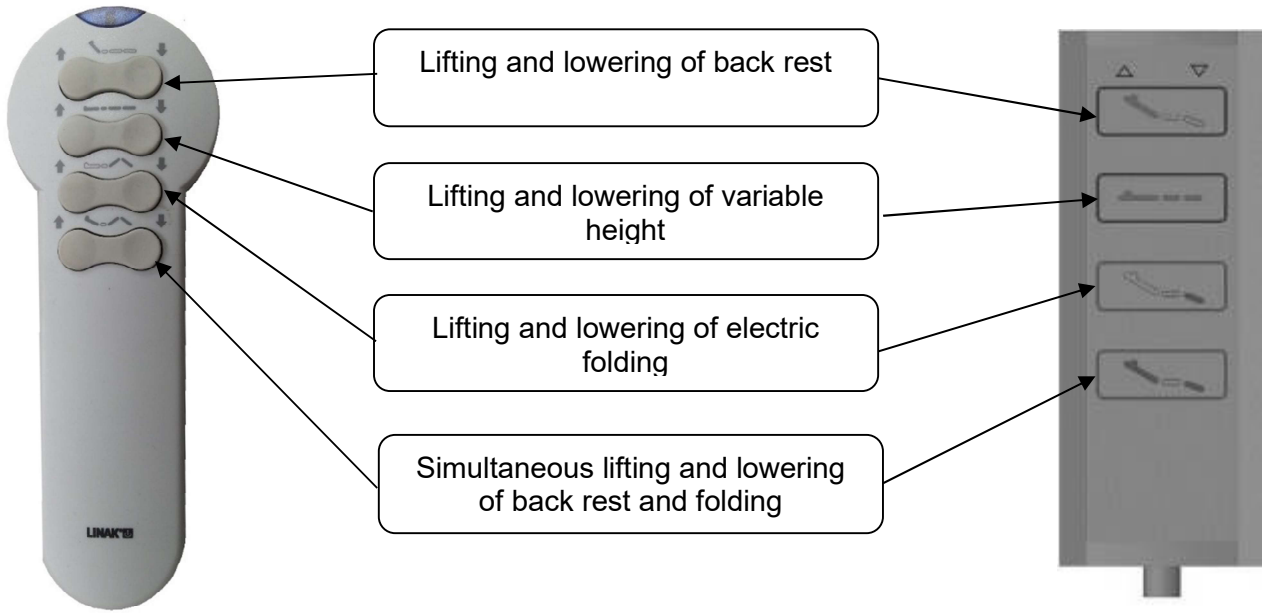 Lifting and lowering of back rest
Lifting and lowering of variable
height
Lifting and lowering of electric
folding
Simultaneous lifting and lowering
of back rest and folding
LINAK